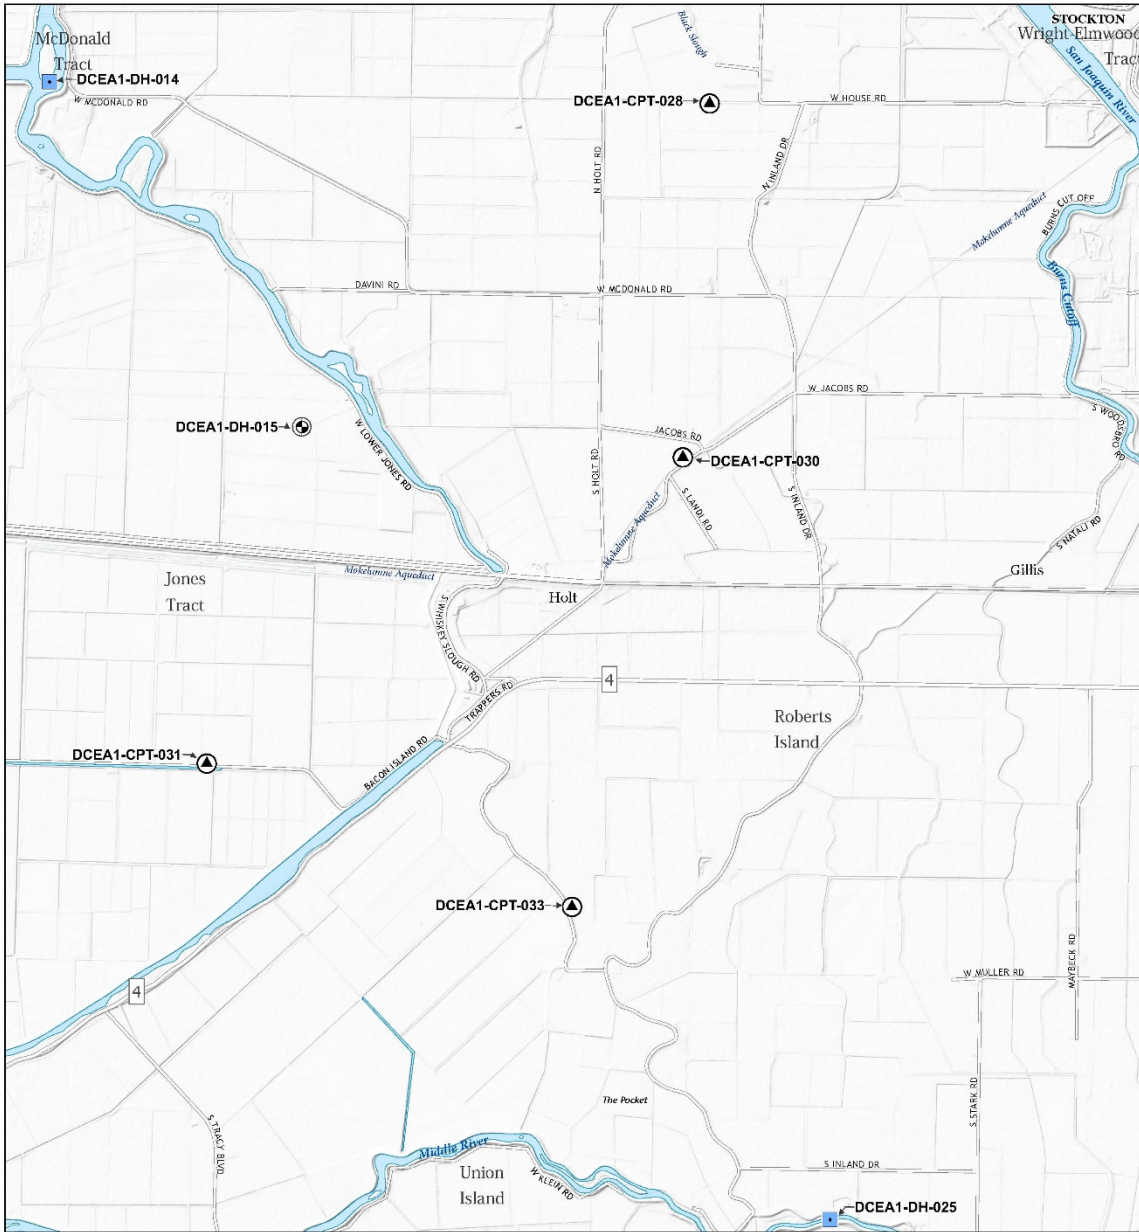 STOCKTON
McDonald
Tract
Wright-Elmwood
Tract
Black Slough
San Joaquin River
DCEA1-DH-014
W MCDONALD RD
DCEA1-CPT-028
W HOUSE RD
N HOLT RD
N INLAND DR
Mokelumne Aqueduct
BURNS CUT OFF
Burns Cutoff
DAVINI RD
W MCDONALD RD
W JACOBS RD
S WOODSBRO RD
DCEA1-DH-015
W LOWER JONES RD
JACOBS RD
DCEA1-CPT-030
S HOLT RD
S LANDI RD
S INLAND DR
Mokelumne Aqueduct
S NATALI RD
Mokelumne Aqueduct
Jones
Tract
Gillis
Holt
S WHISKEY SLOUGH RD
TRAPPERS RD
4
Roberts
Island
DCEA1-CPT-031
BACON ISLAND RD
DCEA1-CPT-033
W MULLER RD
MAYBECK RD
4
S STARK RD
The Pocket
S TRACY BLVD
Middle River
Union
Island
W KLEIN RD
S INLAND DR
DCEA1-DH-025